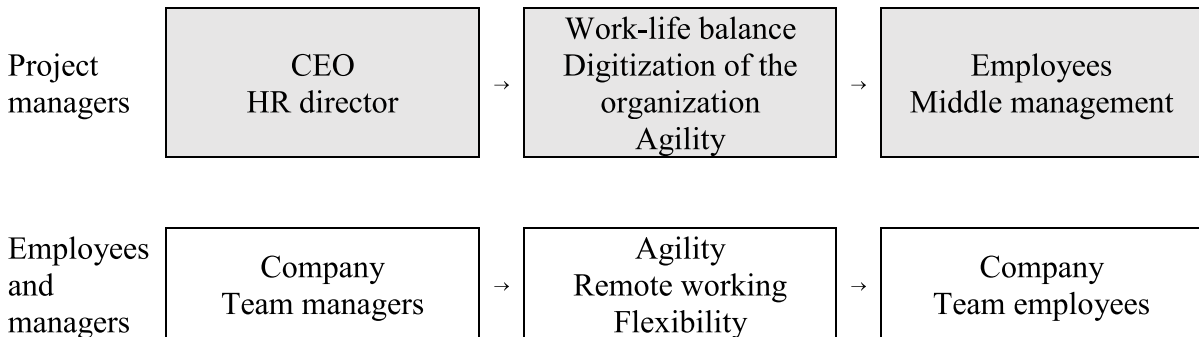 Project
managers
CEO
HR director
→
Work-life balance
Digitization of the
organization
Agility
→
Employees
Middle management
Employees
and
managers
Company
Team managers
→
Agility
Remote working
Flexibility
→
Company
Team employees